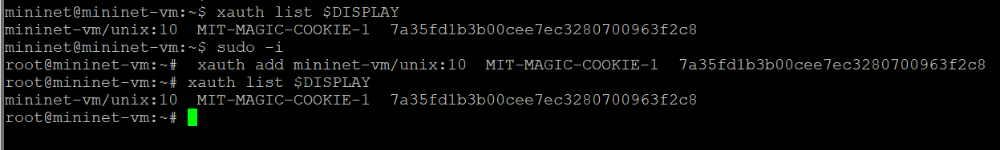 mininet@mininet-vm:~$ xauth list $DISPLAY
mininet-vm/unix:10  MIT-MAGIC-COOKIE-1  7a35fd1b3b00cee7ec3280700963f2c8
mininet@mininet-vm:~$ sudo -i
root@mininet-vm:~#  xauth add mininet-vm/unix:10  MIT-MAGIC-COOKIE-1  7a35fd1b3b00cee7ec3280700963f2c8
root@mininet-vm:~# xauth list $DISPLAY
mininet-vm/unix:10  MIT-MAGIC-COOKIE-1  7a35fd1b3b00cee7ec3280700963f2c8
root@mininet-vm:~#